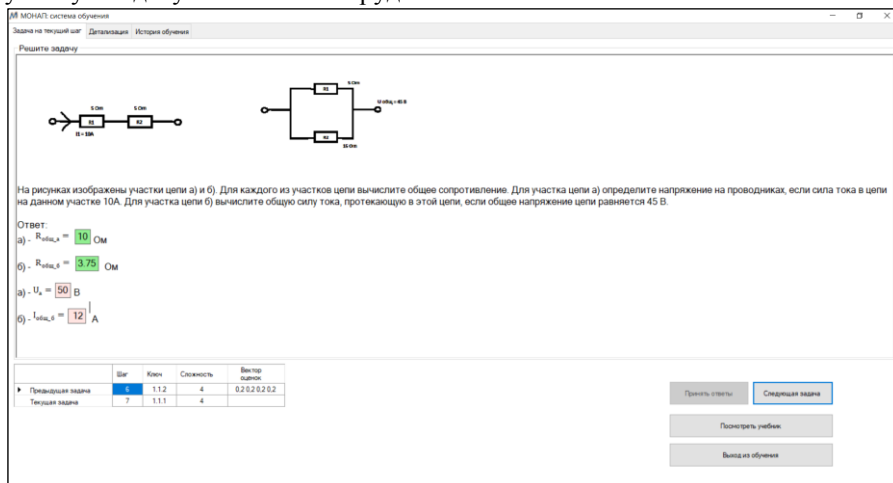 М МОНАП: система обучения
Задача на текущий шаг Детализация История обучения
Решите задачу
5 Ом 5 Ом
R1 R2
I1 = 10A
5 Ом
R1
U общ = 45 В
R2
15 Ом
На рисунках изображены участки цепи а) и б). Для каждого из участков цепи вычислите общее сопротивление. Для участка цепи а) определите напряжение на проводниках, если сила тока в цепи
на данном участке 10А. Для участка цепи б) вычислите общую силу тока, протекающую в этой цепи, если общее напряжение цепи равняется 45 В.
Ответ:
а) - Rобщ_а = 10 Ом
б) - Rобщ_б = 3.75 Ом
а) - Uа = 50 В
б) - Iобщ_б = 12 А
Шаг Ключ Сложность Вектор оценок
Предыдущая задача 6 1.1.2 4 0,2 0,2 0,2 0,2
Текущая задача 7 1.1.1 4
Принять ответы Следующая задача
Посмотреть учебник
Выход из обучения